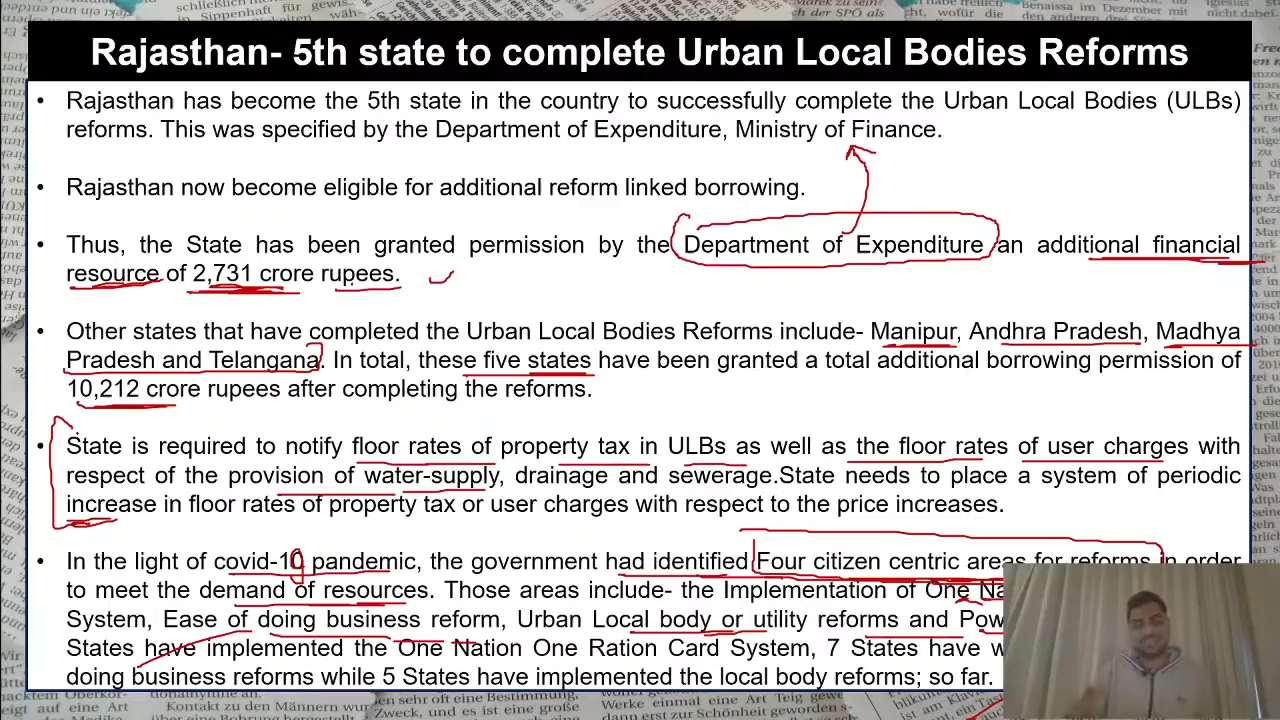 Rajasthan- 5th state to complete Urban Local Bodies Reforms
• Rajasthan has become the 5th state in the country to successfully complete the Urban Local Bodies (ULBs)
reforms. This was specified by the Department of Expenditure, Ministry of Finance.
• Rajasthan now become eligible for additional reform linked borrowing.
• Thus, the State has been granted permission by the Department of Expenditure an additional financial
resource of 2,731 crore rupees.
• Other states that have completed the Urban Local Bodies Reforms include- Manipur, Andhra Pradesh, Madhya
Pradesh and Telangana. In total, these five states have been granted a total additional borrowing permission of
10,212 crore rupees after completing the reforms.
• State is required to notify floor rates of property tax in ULBs as well as the floor rates of user charges with
respect of the provision of water-supply, drainage and sewerage.State needs to place a system of periodic
increase in floor rates of property tax or user charges with respect to the price increases.
• In the light of covid-19 pandemic, the government had identified Four citizen centric areas for reforms in order
to meet the demand of resources. Those areas include- the Implementation of One
System, Ease of doing business reform, Urban Local body or utility reforms and
States have implemented the One Nation One Ration Card System, 7 States have
doing business reforms while 5 States have implemented the local body reforms; so far.